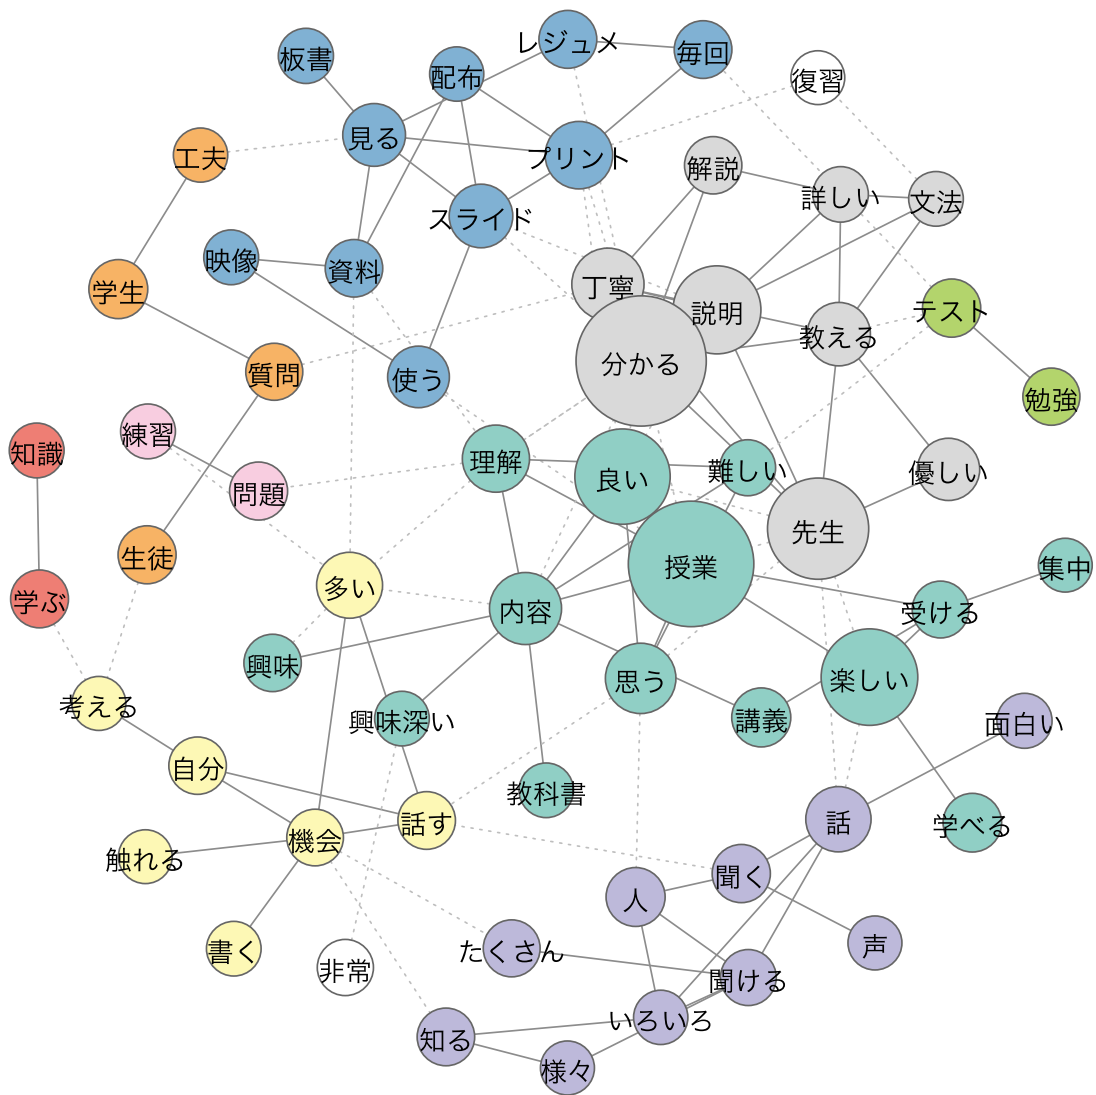 レジュメ
毎回
板書
配布
復習
見る
工夫
プリント
解説
詳しい
文法
スライド
映像
資料
学生
丁寧
説明
テスト
教える
分かる
質問
使う
勉強
練習
知識
理解
良い
難しい
優しい
問題
先生
生徒
授業
集中
多い
学ぶ
内容
受ける
興味
思う
楽しい
考える
興味深い
講義
面白い
自分
教科書
話す
話
学べる
機会
触れる
聞く
人
書く
たくさん
声
非常
聞ける
いろいろ
知る
様々